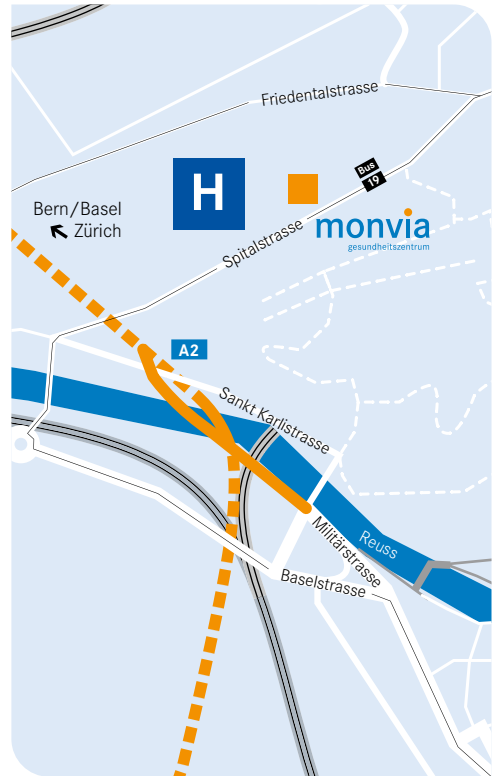 Friedentalstrasse
Bus
19
H
Bern/Basel
Zürich
monvia
gesundheitszentrum
Spitalstrasse
A2
Sankt Karlistrasse
Militärstrasse
Reuss
Baselstrasse